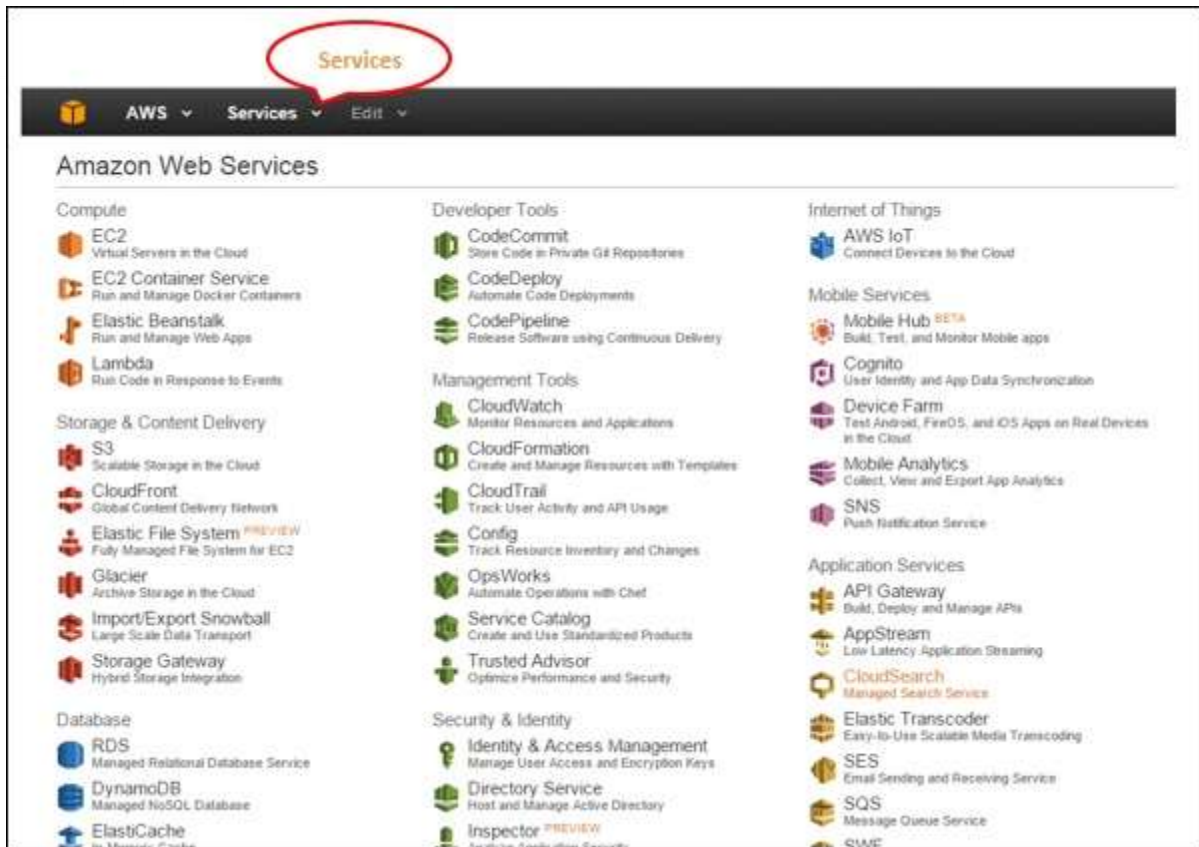 Services
AWS Services Edit
Amazon Web Services
Compute
EC2
Virtual Servers in the Cloud
EC2 Container Service
Run and Manage Docker Containers
Elastic Beanstalk
Run and Manage Web Apps
Lambda
Run Code in Response to Events
Storage & Content Delivery
S3
Scalable Storage in the Cloud
CloudFront
Global Content Delivery Network
Elastic File System PREVIEW
Fully Managed File System for EC2
Glacier
Archive Storage in the Cloud
Import/Export Snowball
Large Scale Data Transport
Storage Gateway
Hybrid Storage Integration
Database
RDS
Managed Relational Database Service
DynamoDB
Managed NoSQL Database
ElastiCache
In-Memory Cache
Developer Tools
CodeCommit
Store Code in Private Git Repositories
CodeDeploy
Automate Code Deployments
CodePipeline
Release Software using Continuous Delivery
Management Tools
CloudWatch
Monitor Resources and Applications
CloudFormation
Create and Manage Resources with Templates
CloudTrail
Track User Activity and API Usage
Config
Track Resource Inventory and Changes
OpsWorks
Automate Operations with Chef
Service Catalog
Create and Use Standardized Products
Trusted Advisor
Optimize Performance and Security
Security & Identity
Identity & Access Management
Manage User Access and Encryption Keys
Directory Service
Host and Manage Active Directory
Inspector PREVIEW
Analyze Application Security
Internet of Things
AWS IoT
Connect Devices to the Cloud
Mobile Services
Mobile Hub BETA
Build, Test, and Monitor Mobile apps
Cognito
User Identity and App Data Synchronization
Device Farm
Test Android, FireOS, and iOS Apps on Real Devices
in the Cloud
Mobile Analytics
Collect, View and Export App Analytics
SNS
Push Notification Service
Application Services
API Gateway
Build, Deploy and Manage APIs
AppStream
Low Latency Application Streaming
CloudSearch
Managed Search Service
Elastic Transcoder
Easy-to-Use Scalable Media Transcoding
SES
Email Sending and Receiving Service
SQS
Message Queue Service
SWF